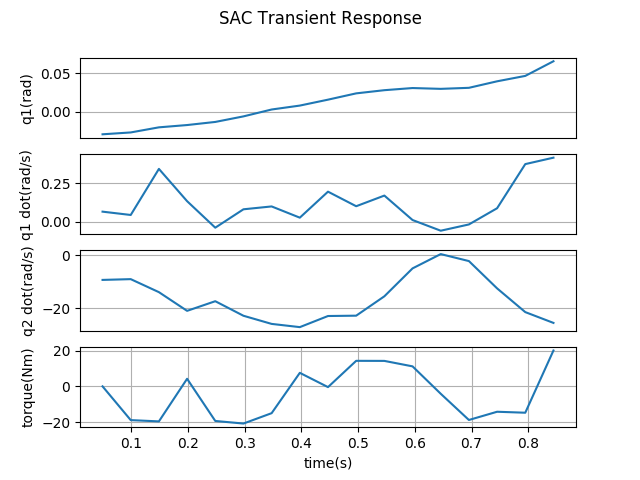 SAC Transient Response
q1(rad)
0.05
0.00
q1 dot(rad/s)
0.25
0.00
q2 dot(rad/s)
0
−20
torque(Nm)
20
0
−20
0.1 0.2 0.3 0.4 0.5 0.6 0.7 0.8
time(s)